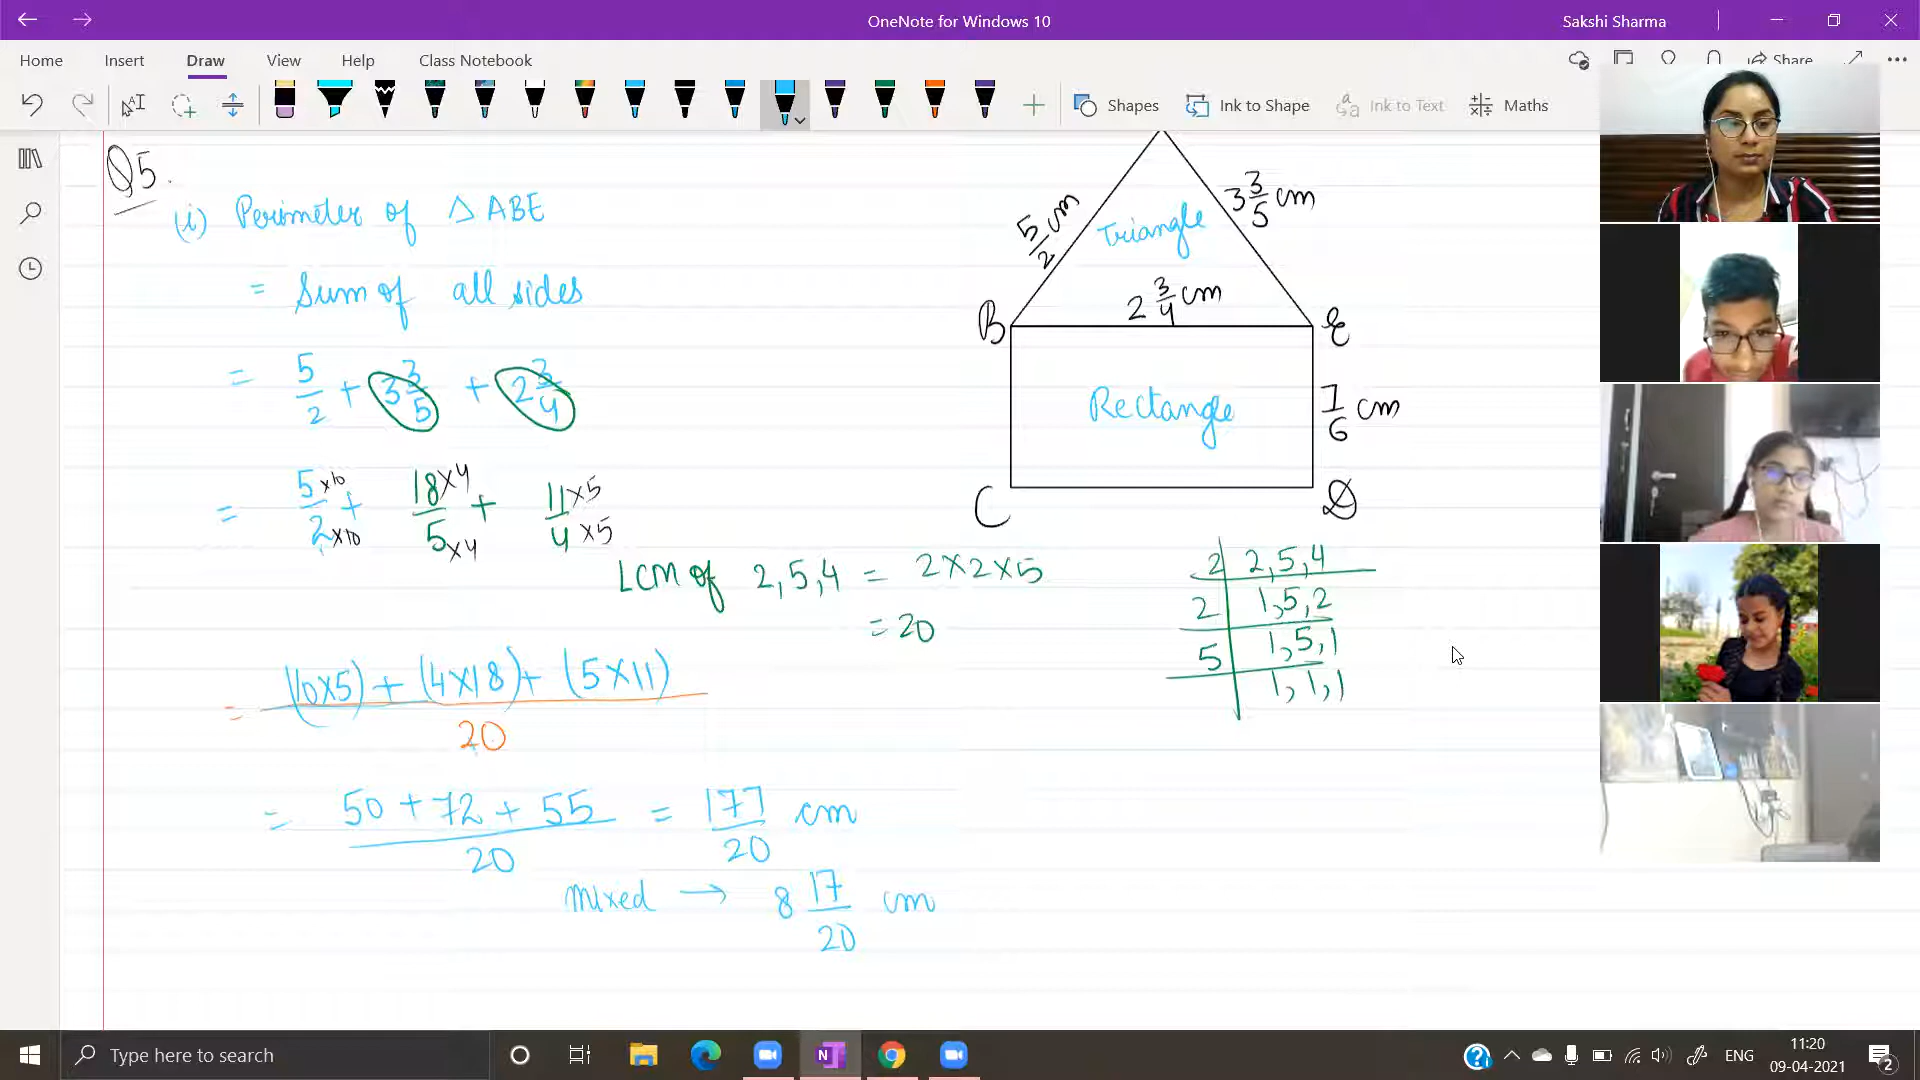 OneNote for Windows 10
Sakshi Sharma
Home Insert Draw View Help Class Notebook
Share
Shapes Ink to Shape Ink to Text Maths
Q5.
(i) Perimeter of △ ABE
= Sum of all sides
= 5/2 + 3 3/5 + 2 3/4
= 5×10/2×10 + 18×4/5×4 + 11×5/4×5
LCM of 2,5,4 = 2×2×5
= 20
= (10×5) + (4×18) + (5×11) / 20
= 50 + 72 + 55 / 20 = 177/20 cm
Mixed → 8 17/20 cm
5/2 cm
3 3/5 cm
Triangle
2 3/4 cm
B
E
Rectangle
7/6 cm
C
D
2 | 2,5,4
2 | 1,5,2
5 | 1,5,1
1,1,1
Type here to search
ENG
11:20
09-04-2021
2